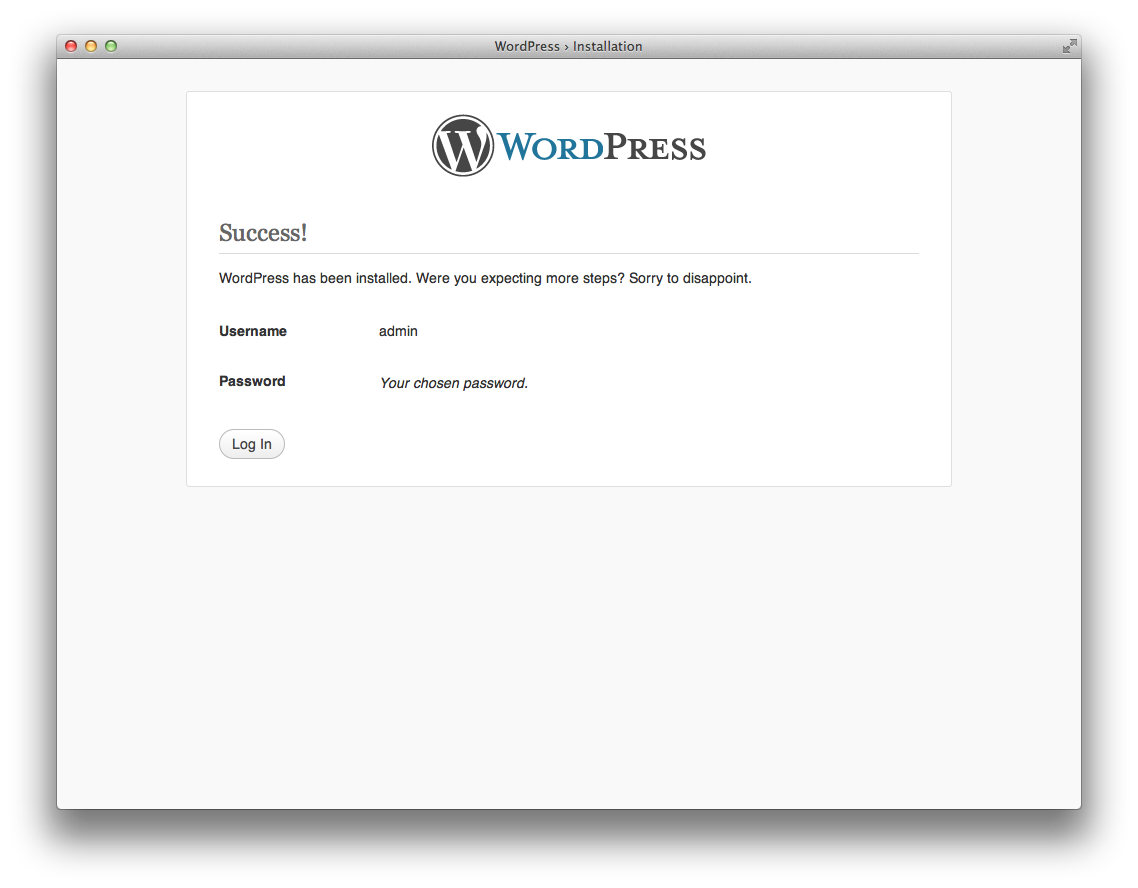 WordPress › Installation
WORDPRESS
Success!
WordPress has been installed. Were you expecting more steps? Sorry to disappoint.
Username admin
Password Your chosen password.
Log In